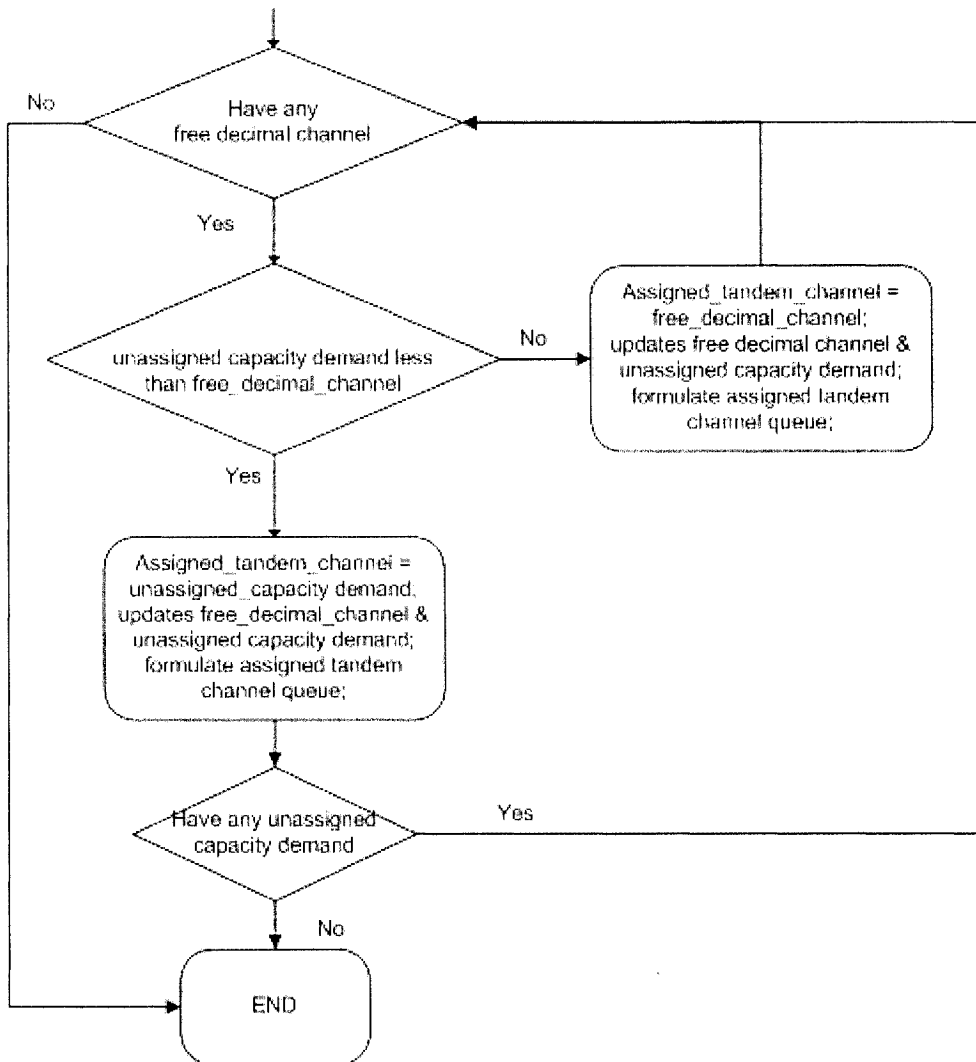 No
Have any
free decimal channel
Yes
unassigned capacity demand less
than free_decimal_channel
No
Assigned_tandem_channel =
free_decimal_channel;
updates free decimal channel &
unassigned capacity demand;
formulate assigned tandem
channel queue;
Yes
Assigned_tandem_channel =
unassigned_capacity demand;
updates free_decimal_channel &
unassigned capacity demand;
formulate assigned tandem
channel queue;
Have any unassigned
capacity demand
Yes
No
END